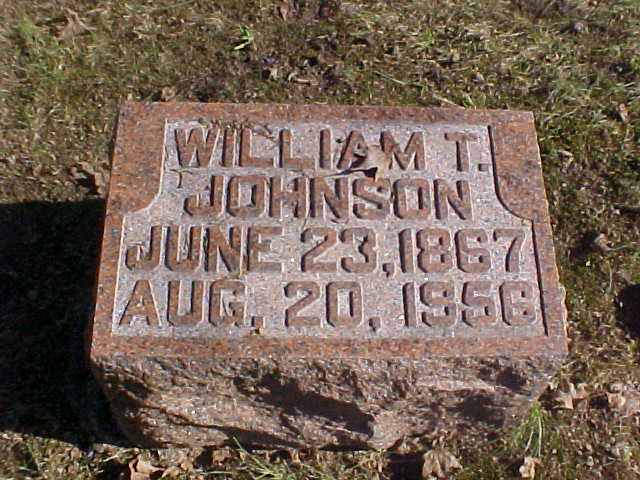 WILLIAM T.
JOHNSON
JUNE 23, 1867
AUG. 20, 1956